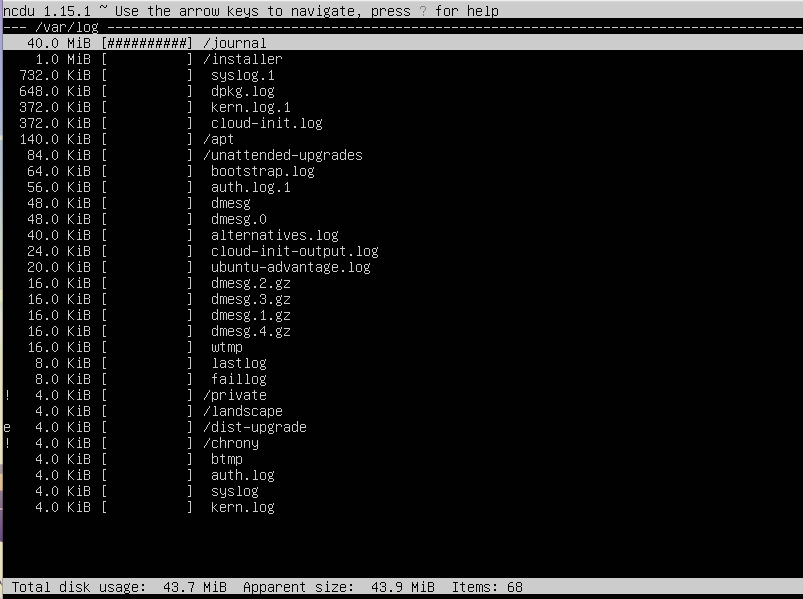 ncdu 1.15.1 ~ Use the arrow keys to navigate, press ? for help
--- /var/log ---------------------------------------------------------------------------------------
   40.0 MiB [##########] /journal
    1.0 MiB [          ] /installer
  732.0 KiB [          ]  syslog.1
  648.0 KiB [          ]  dpkg.log
  372.0 KiB [          ]  kern.log.1
  372.0 KiB [          ]  cloud-init.log
  140.0 KiB [          ] /apt
   84.0 KiB [          ] /unattended-upgrades
   64.0 KiB [          ]  bootstrap.log
   56.0 KiB [          ]  auth.log.1
   48.0 KiB [          ]  dmesg
   48.0 KiB [          ]  dmesg.0
   40.0 KiB [          ]  alternatives.log
   24.0 KiB [          ]  cloud-init-output.log
   20.0 KiB [          ]  ubuntu-advantage.log
   16.0 KiB [          ]  dmesg.2.gz
   16.0 KiB [          ]  dmesg.3.gz
   16.0 KiB [          ]  dmesg.1.gz
   16.0 KiB [          ]  dmesg.4.gz
   16.0 KiB [          ]  wtmp
    8.0 KiB [          ]  lastlog
    8.0 KiB [          ]  faillog
!   4.0 KiB [          ] /private
    4.0 KiB [          ] /landscape
e   4.0 KiB [          ] /dist-upgrade
!   4.0 KiB [          ] /chrony
    4.0 KiB [          ]  btmp
    4.0 KiB [          ]  auth.log
    4.0 KiB [          ]  syslog
    4.0 KiB [          ]  kern.log
Total disk usage:  43.7 MiB  Apparent size:  43.9 MiB  Items: 68